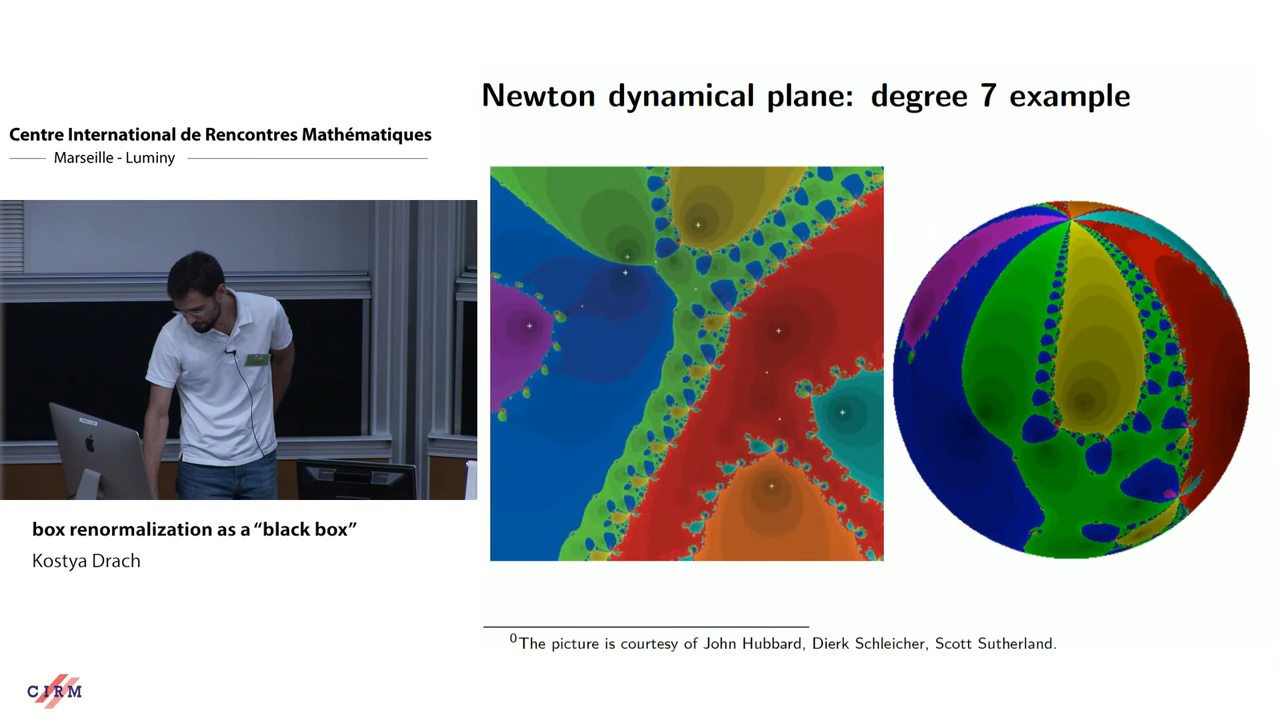 Newton dynamical plane: degree 7 example
Centre International de Rencontres Mathématiques
Marseille - Luminy
box renormalization as a “black box”
Kostya Drach
⁰The picture is courtesy of John Hubbard, Dierk Schleicher, Scott Sutherland.
CIRM